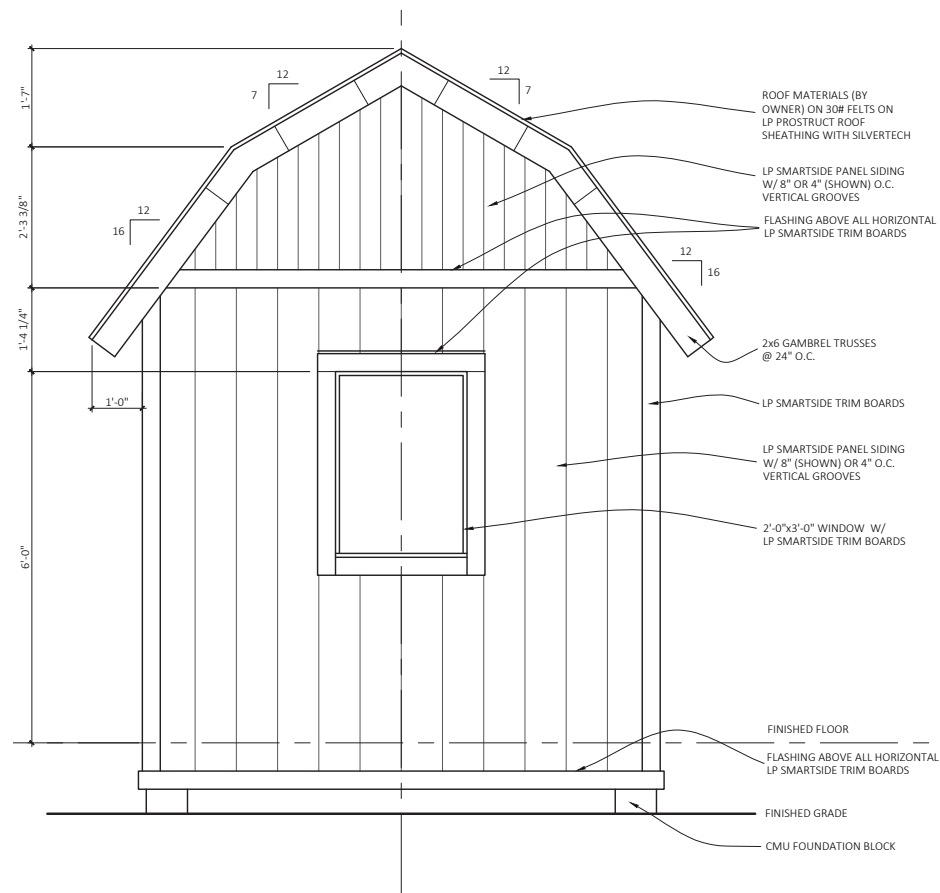 12
7
12
7
1'-7"
ROOF MATERIALS (BY
OWNER) ON 30# FELTS ON
LP PROSTRUCT ROOF
SHEATHING WITH SILVERTECH
LP SMARTSIDE PANEL SIDING
W/ 8" OR 4" (SHOWN) O.C.
VERTICAL GROOVES
2'-3 3/8"
12
16
FLASHING ABOVE ALL HORIZONTAL
LP SMARTSIDE TRIM BOARDS
12
16
1'-4 1/4"
2x6 GAMBREL TRUSSES
@ 24" O.C.
1'-0"
LP SMARTSIDE TRIM BOARDS
LP SMARTSIDE PANEL SIDING
W/ 8" (SHOWN) OR 4" O.C.
VERTICAL GROOVES
2'-0"x3'-0" WINDOW W/
LP SMARTSIDE TRIM BOARDS
6'-0"
FINISHED FLOOR
FLASHING ABOVE ALL HORIZONTAL
LP SMARTSIDE TRIM BOARDS
FINISHED GRADE
CMU FOUNDATION BLOCK